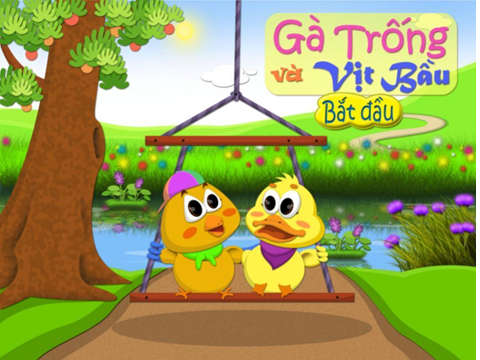 Gà Trống
và Vịt Bầu
Bắt đầu